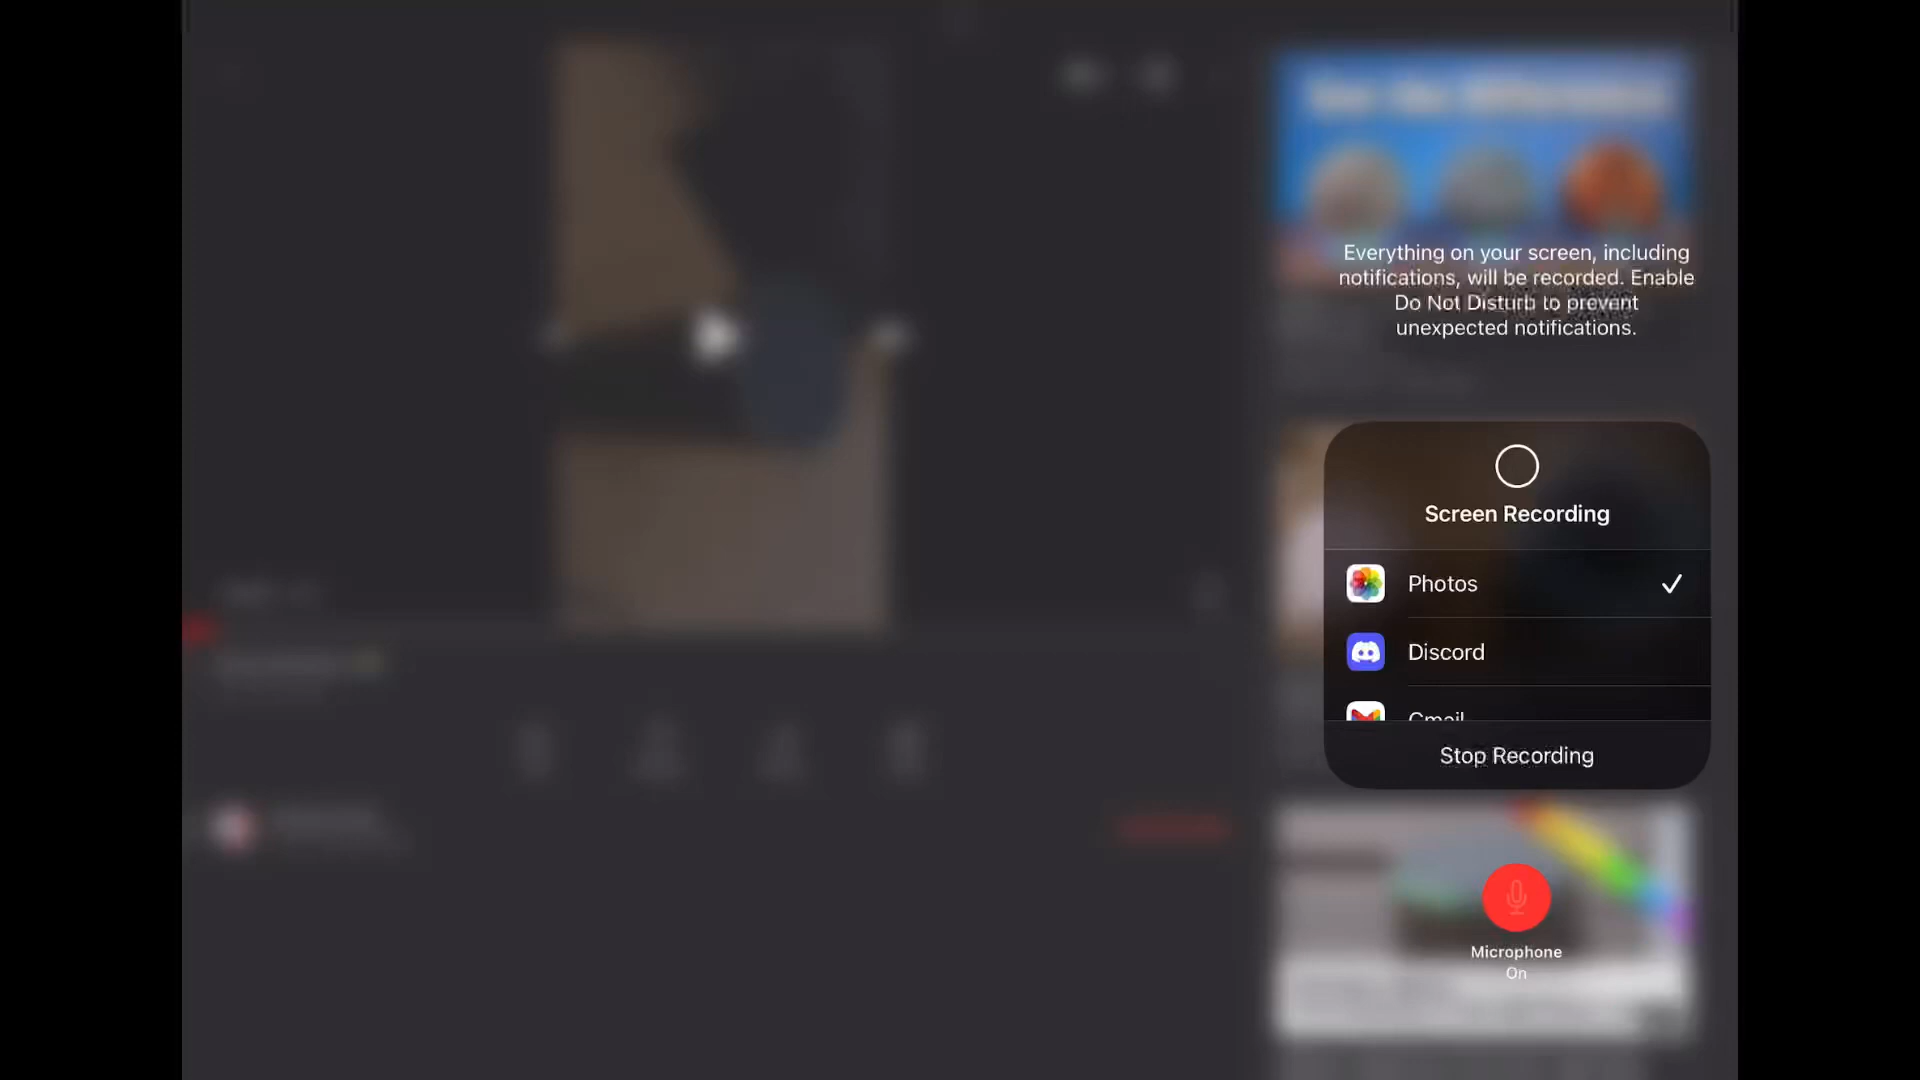 Everything on your screen, including
notifications, will be recorded. Enable
Do Not Disturb to prevent
unexpected notifications.
Screen Recording
Photos
Discord
Gmail
Stop Recording
Microphone
On